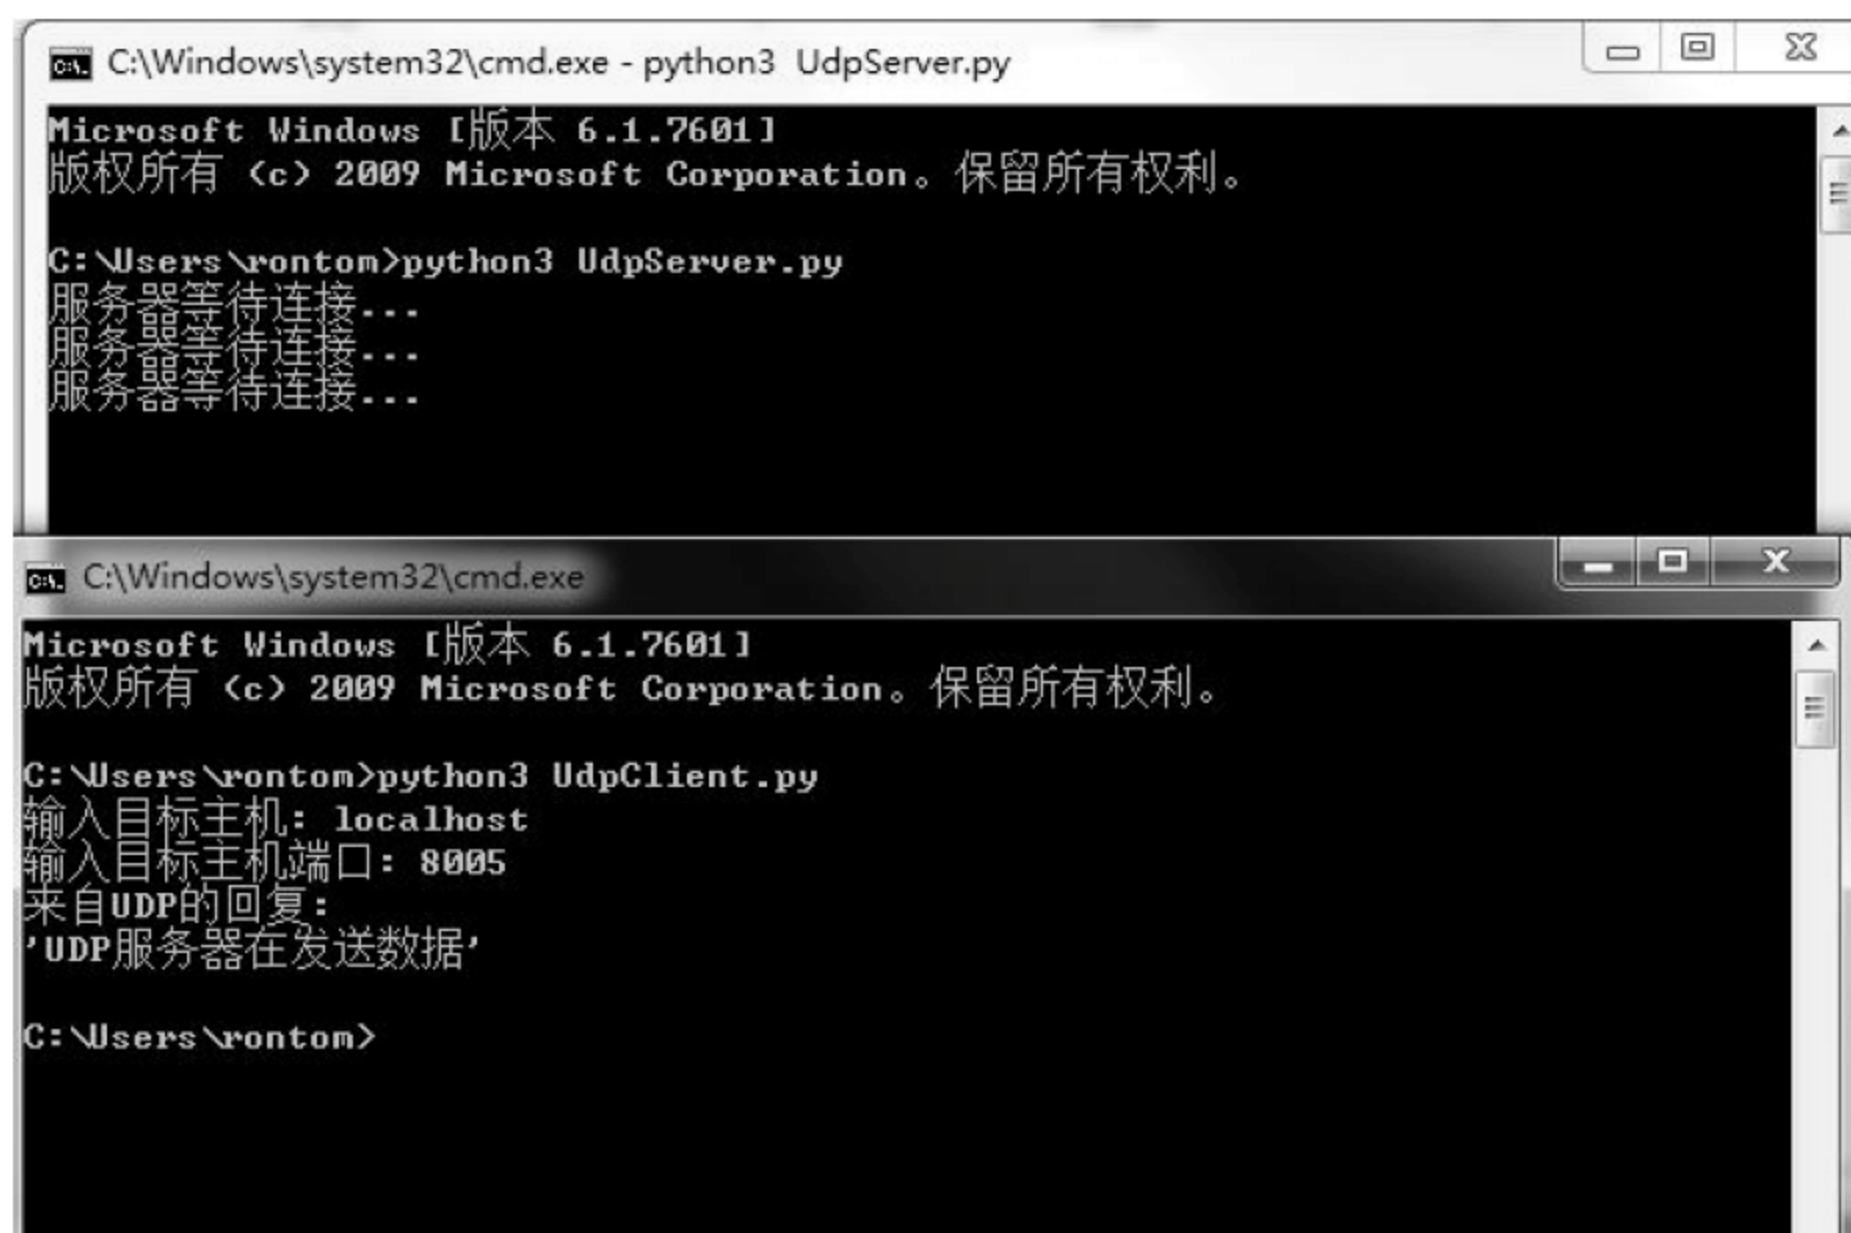 C:\Windows\system32\cmd.exe - python3  UdpServer.py
Microsoft Windows [版本 6.1.7601]
版权所有 (c) 2009 Microsoft Corporation。保留所有权利。
C:\Users\rontom>python3 UdpServer.py
服务器等待连接...
服务器等待连接...
服务器等待连接...
C:\Windows\system32\cmd.exe
Microsoft Windows [版本 6.1.7601]
版权所有 (c) 2009 Microsoft Corporation。保留所有权利。
C:\Users\rontom>python3 UdpClient.py
输入目标主机: localhost
输入目标主机端口: 8005
来自UDP的回复:
'UDP服务器在发送数据'
C:\Users\rontom>